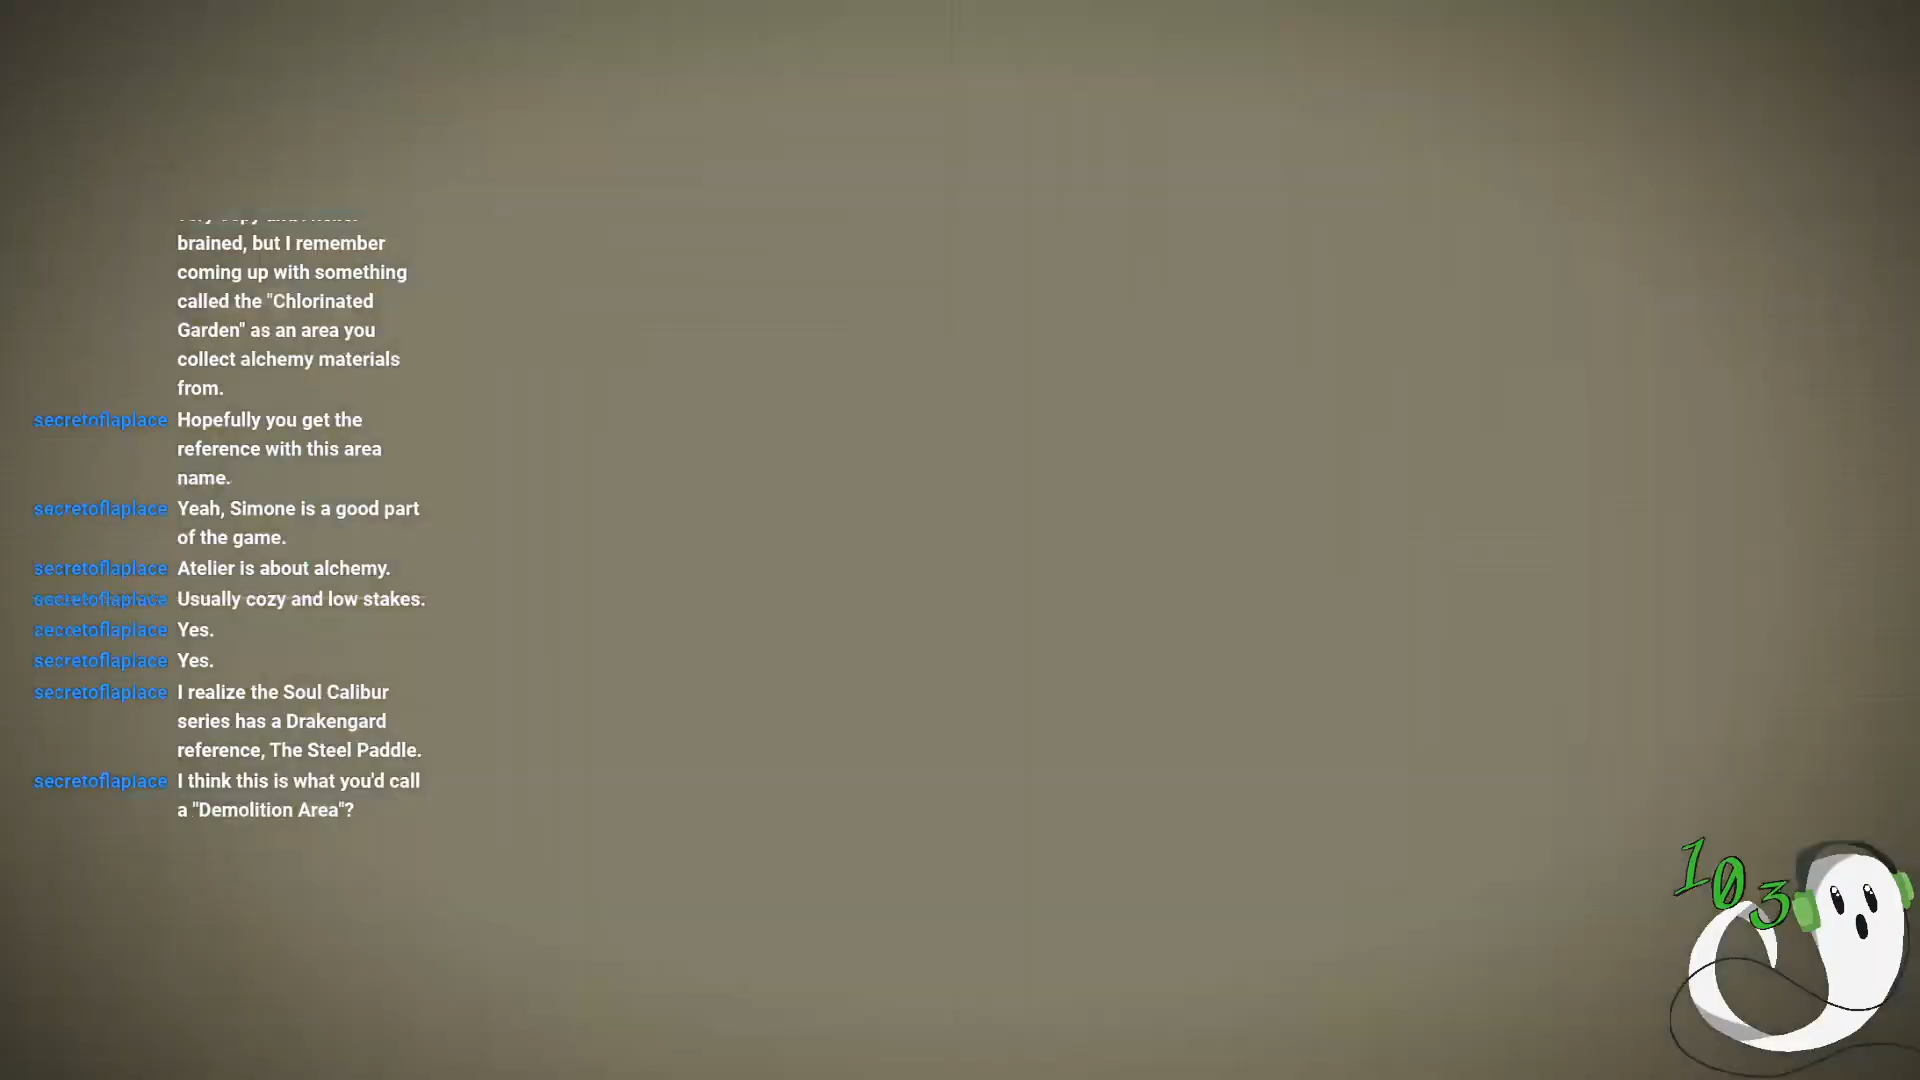 brained, but I remember
coming up with something
called the "Chlorinated
Garden" as an area you
collect alchemy materials
from.
secretoflaplace Hopefully you get the
reference with this area
name.
secretoflaplace Yeah, Simone is a good part
of the game.
secretoflaplace Atelier is about alchemy.
secretoflaplace Usually cozy and low stakes.
secretoflaplace Yes.
secretoflaplace Yes.
secretoflaplace I realize the Soul Calibur
series has a Drakengard
reference, The Steel Paddle.
secretoflaplace I think this is what you'd call
a "Demolition Area"?
103